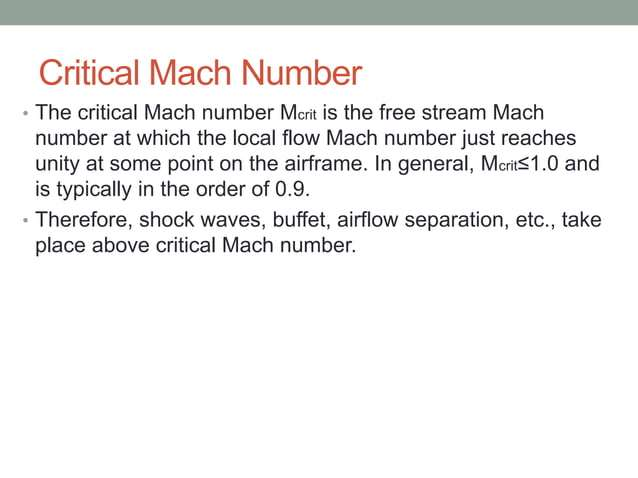 Critical Mach Number
• The critical Mach number Mcrit is the free stream Mach
number at which the local flow Mach number just reaches
unity at some point on the airframe. In general, Mcrit≤1.0 and
is typically in the order of 0.9.
• Therefore, shock waves, buffet, airflow separation, etc., take
place above critical Mach number.